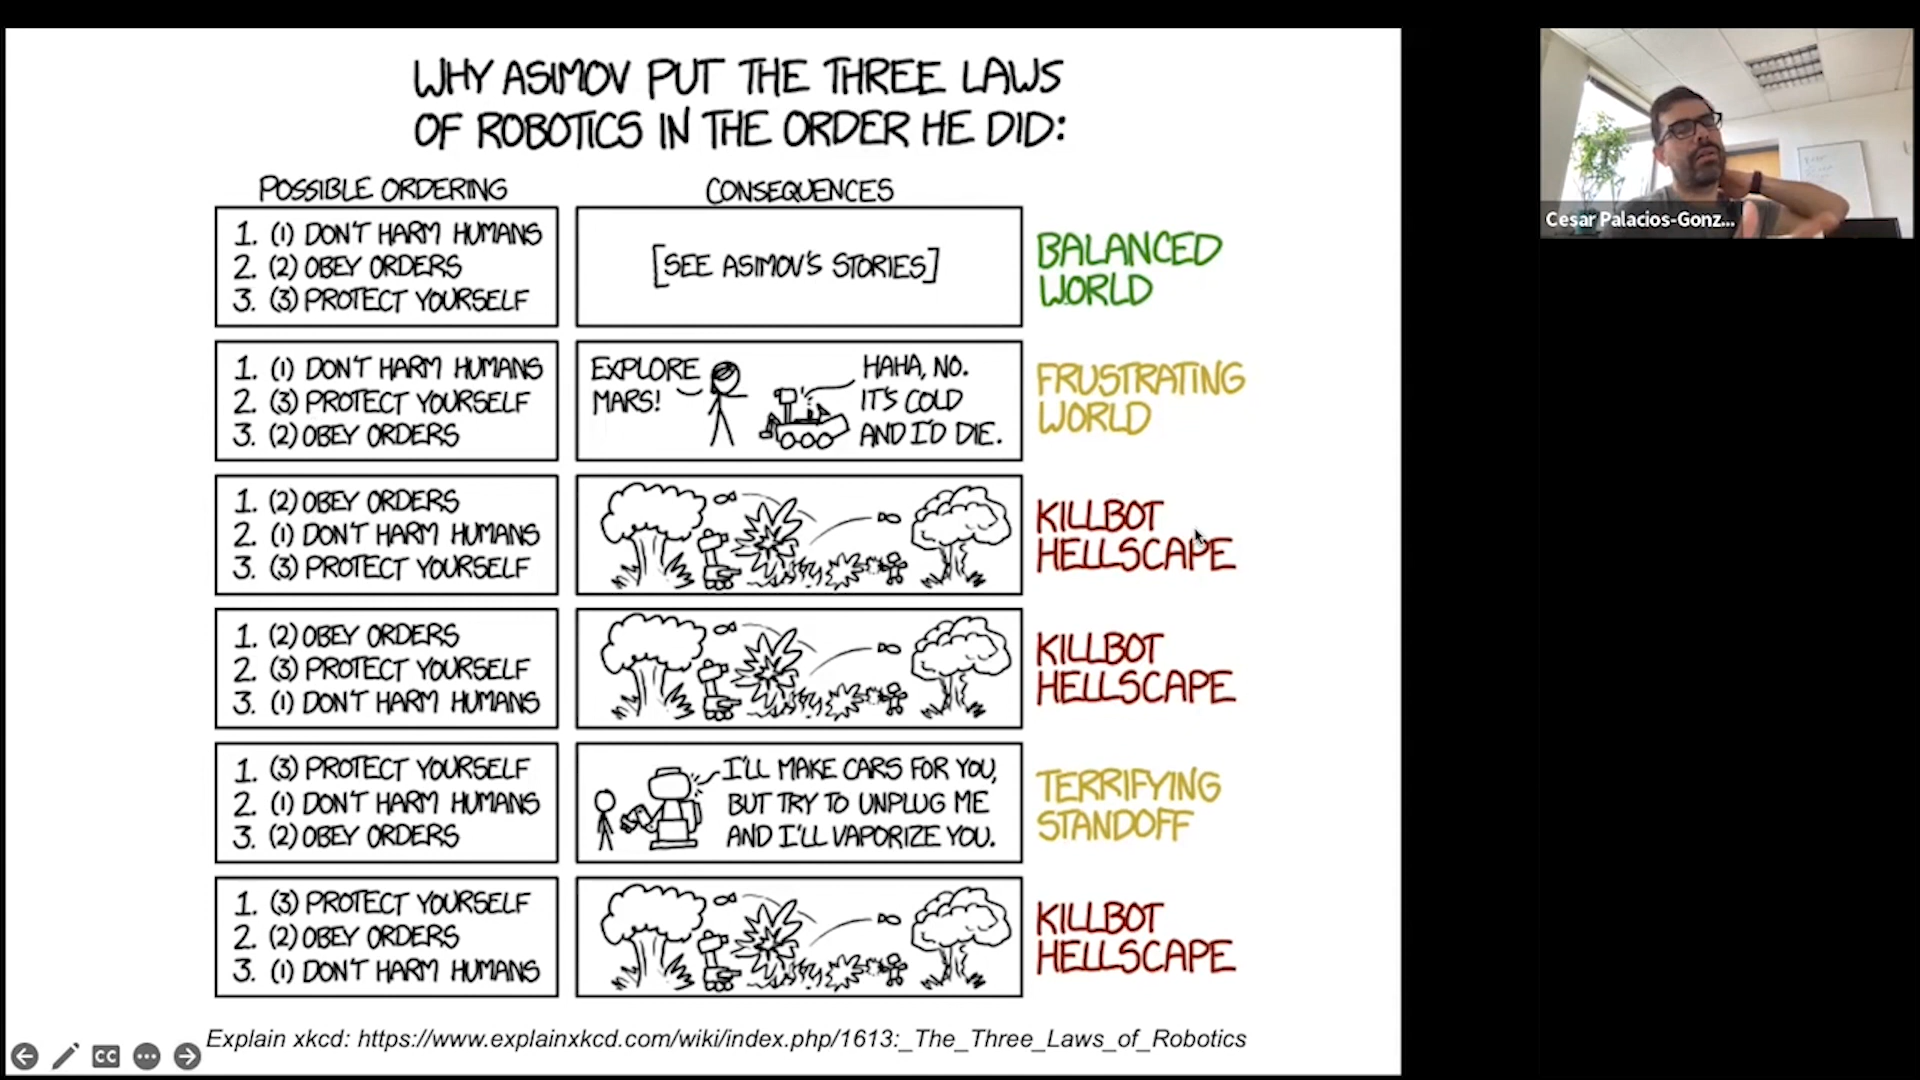 WHY ASIMOV PUT THE THREE LAWS
OF ROBOTICS IN THE ORDER HE DID:
POSSIBLE ORDERING
CONSEQUENCES
1. (1) DON'T HARM HUMANS
2. (2) OBEY ORDERS
3. (3) PROTECT YOURSELF
[SEE ASIMOV'S STORIES]
BALANCED
WORLD
1. (1) DON'T HARM HUMANS
2. (3) PROTECT YOURSELF
3. (2) OBEY ORDERS
EXPLORE
MARS!
HAHA, NO.
IT'S COLD
AND I'D DIE.
FRUSTRATING
WORLD
1. (2) OBEY ORDERS
2. (1) DON'T HARM HUMANS
3. (3) PROTECT YOURSELF
KILLBOT
HELLSCAPE
1. (2) OBEY ORDERS
2. (3) PROTECT YOURSELF
3. (1) DON'T HARM HUMANS
KILLBOT
HELLSCAPE
1. (3) PROTECT YOURSELF
2. (1) DON'T HARM HUMANS
3. (2) OBEY ORDERS
I'LL MAKE CARS FOR YOU,
BUT TRY TO UNPLUG ME
AND I'LL VAPORIZE YOU.
TERRIFYING
STANDOFF
1. (3) PROTECT YOURSELF
2. (2) OBEY ORDERS
3. (1) DON'T HARM HUMANS
KILLBOT
HELLSCAPE
Explain xkcd: https://www.explainxkcd.com/wiki/index.php/1613:_The_Three_Laws_of_Robotics
CC
Cesar Palacios-Gonz...